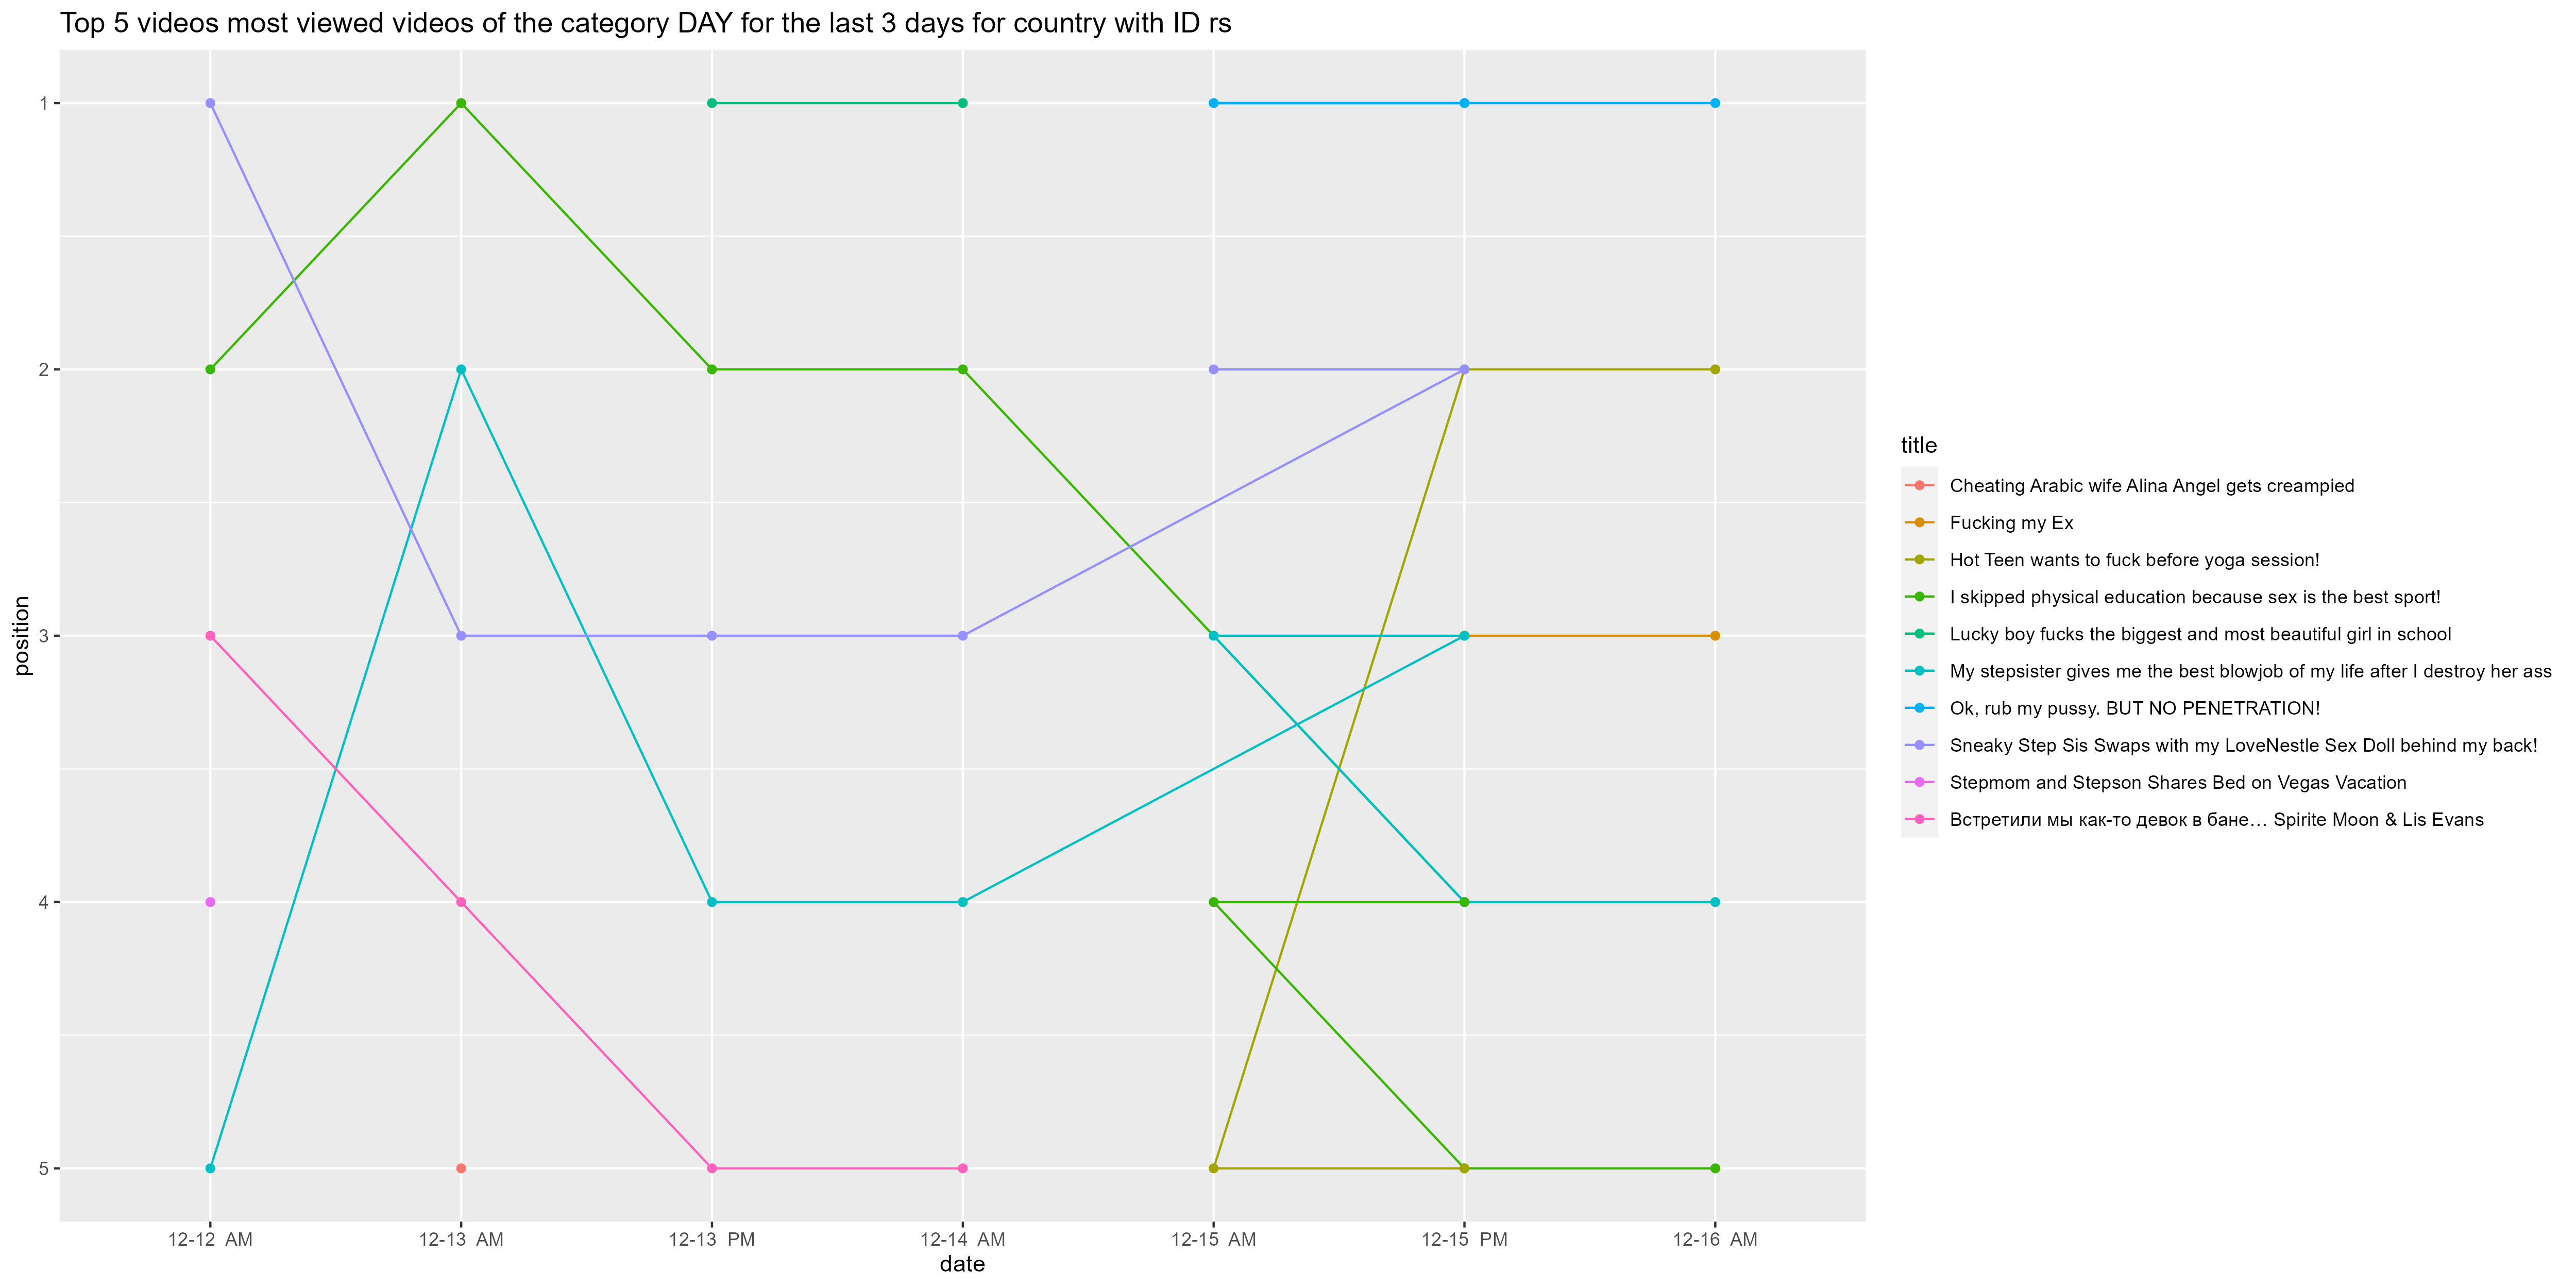 Top 5 videos most viewed videos of the category DAY for the last 3 days for country with ID rs
position
1
2
3
4
5
12-12 AM
12-13 AM
12-13 PM
12-14 AM
12-15 AM
12-15 PM
12-16 AM
date
title
Cheating Arabic wife Alina Angel gets creampied
Fucking my Ex
Hot Teen wants to fuck before yoga session!
I skipped physical education because sex is the best sport!
Lucky boy fucks the biggest and most beautiful girl in school
My stepsister gives me the best blowjob of my life after I destroy her ass
Ok, rub my pussy. BUT NO PENETRATION!
Sneaky Step Sis Swaps with my LoveNestle Sex Doll behind my back!
Stepmom and Stepson Shares Bed on Vegas Vacation
Встретили мы как-то девок в бане… Spirite Moon & Lis Evans